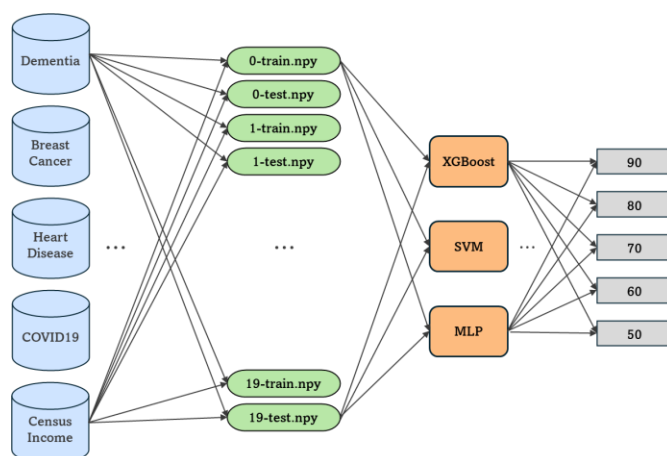 Dementia
Breast
Cancer
Heart
Disease
COVID19
Census
Income
...
0-train.npy
0-test.npy
1-train.npy
1-test.npy
...
19-train.npy
19-test.npy
XGBoost
SVM
MLP
...
90
80
70
60
50